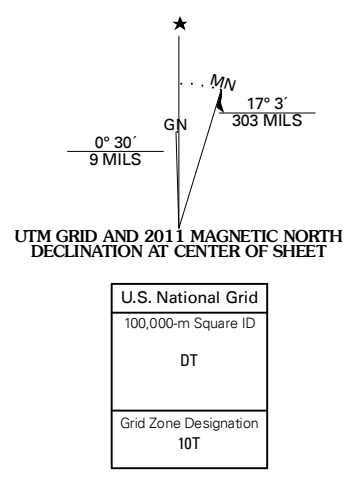 MN
17° 3´
303 MILS
GN
0° 30´
9 MILS
UTM GRID AND 2011 MAGNETIC NORTH
DECLINATION AT CENTER OF SHEET
U.S. National Grid
100,000-m Square ID
DT
Grid Zone Designation
10T